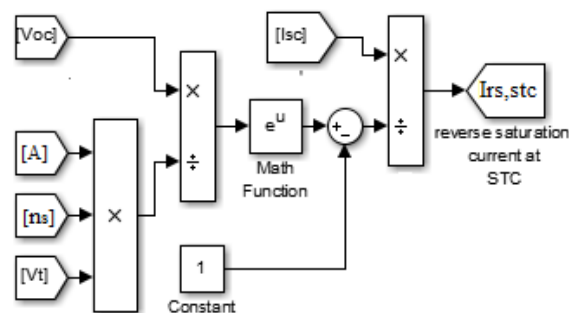 [Voc]
[Isc]
×
÷
×
÷
e^u
+
−
Irs,stc
reverse saturation
current at
STC
[A]
[ns]
[Vt]
×
Math
Function
1
Constant